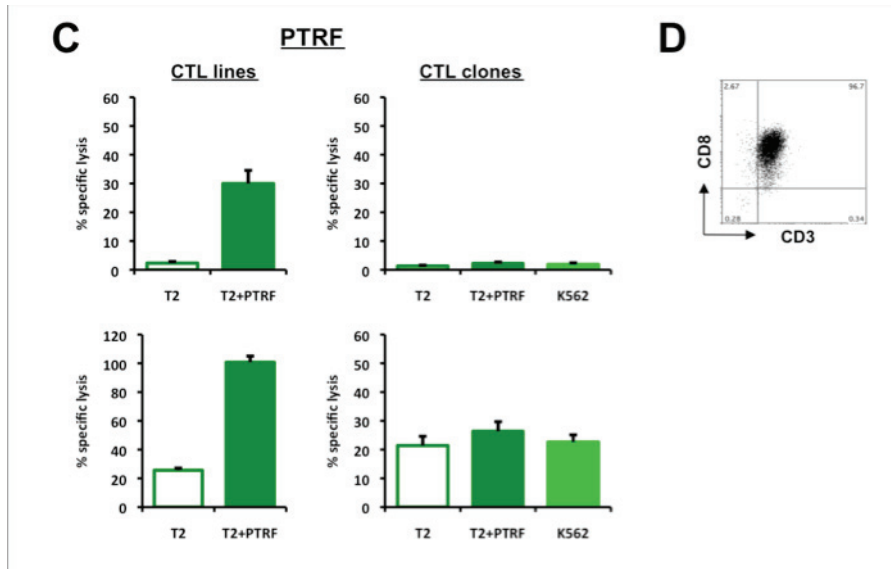 C
PTRF
D
CTL lines
CTL clones
% specific lysis
60
50
40
30
20
10
0
T2
T2+PTRF
% specific lysis
60
50
40
30
20
10
0
T2
T2+PTRF
K562
CD8
2.67
96.7
0.28
0.34
CD3
% specific lysis
120
100
80
60
40
20
0
T2
T2+PTRF
% specific lysis
60
50
40
30
20
10
0
T2
T2+PTRF
K562